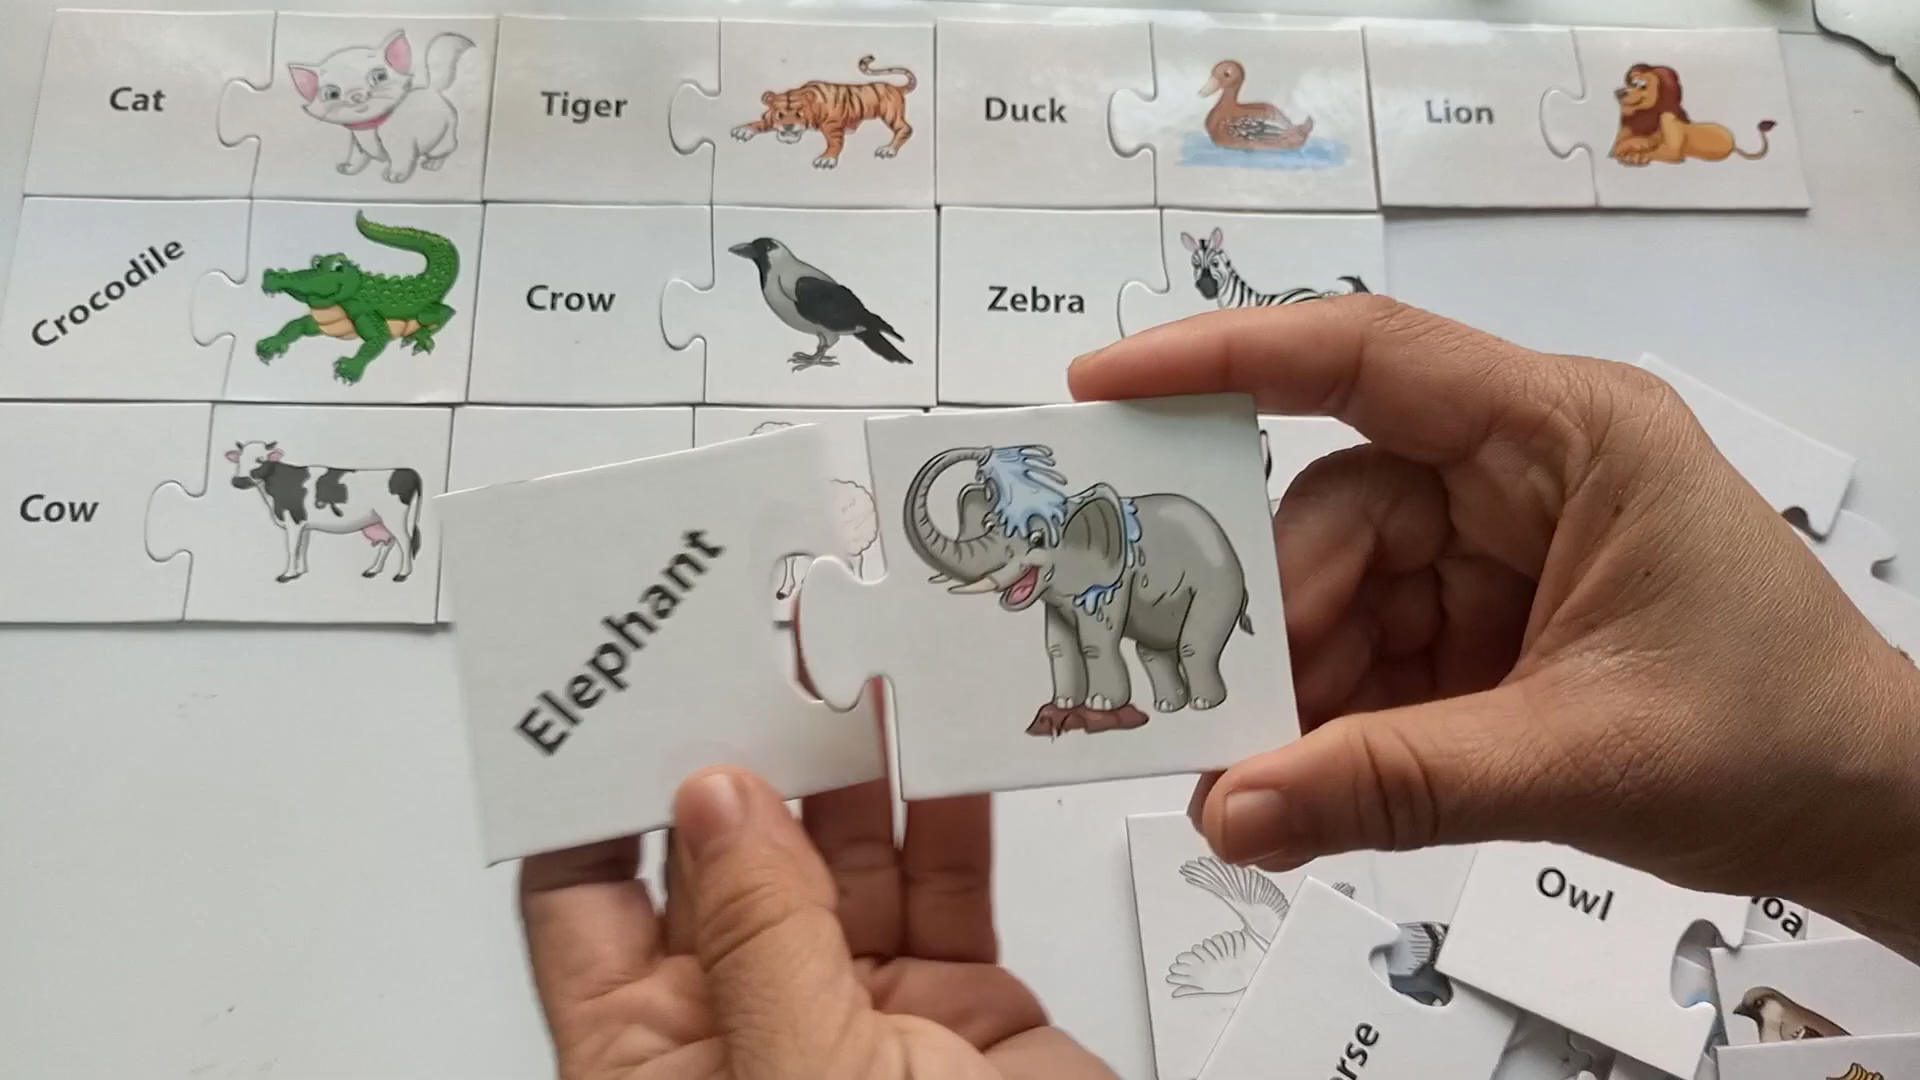 Cat
Tiger
Duck
Lion
Crocodile
Crow
Zebra
Cow
Elephant
Owl